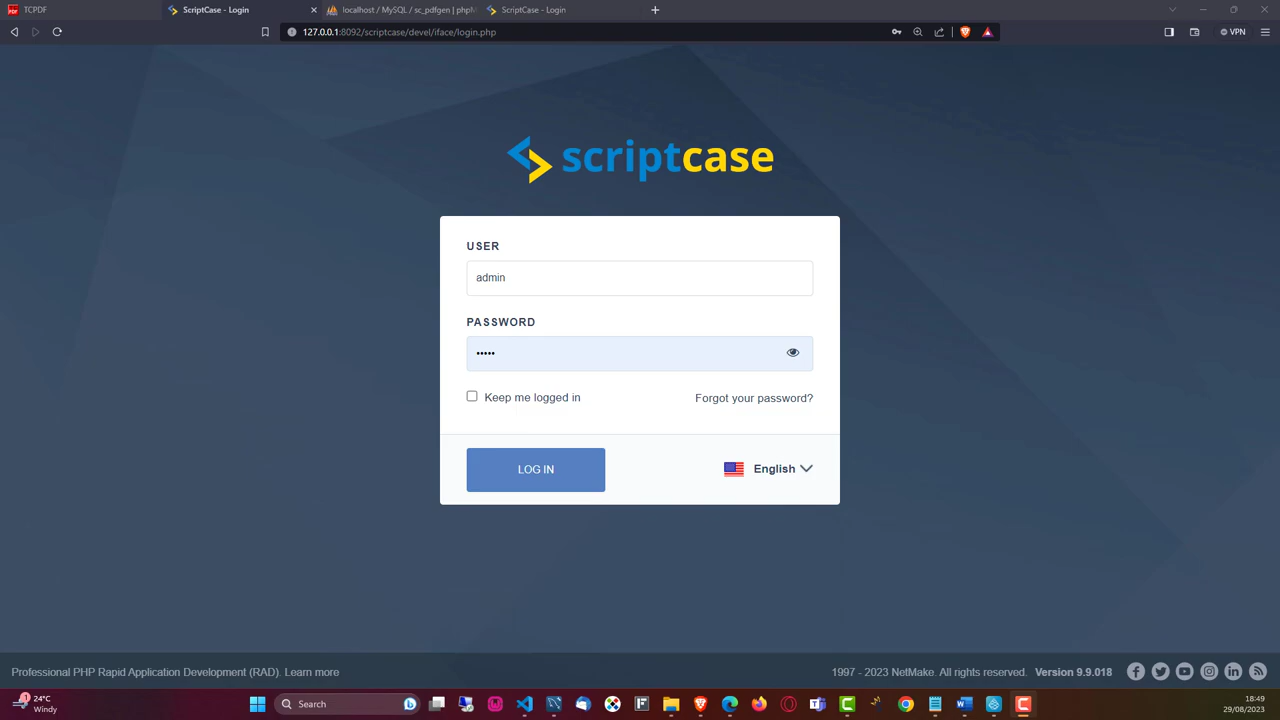 TCPDF
ScriptCase - Login
localhost / MySQL / sc_pdfgen | phpM
ScriptCase - Login
127.0.0.1:8092/scriptcase/devel/iface/login.php
VPN
scriptcase
USER
admin
PASSWORD
•••••
Keep me logged in
Forgot your password?
LOG IN
English
Professional PHP Rapid Application Development (RAD). Learn more
1997 - 2023 NetMake. All rights reserved. Version 9.9.018
1
24°C
Windy
Search
18:49
29/08/2023